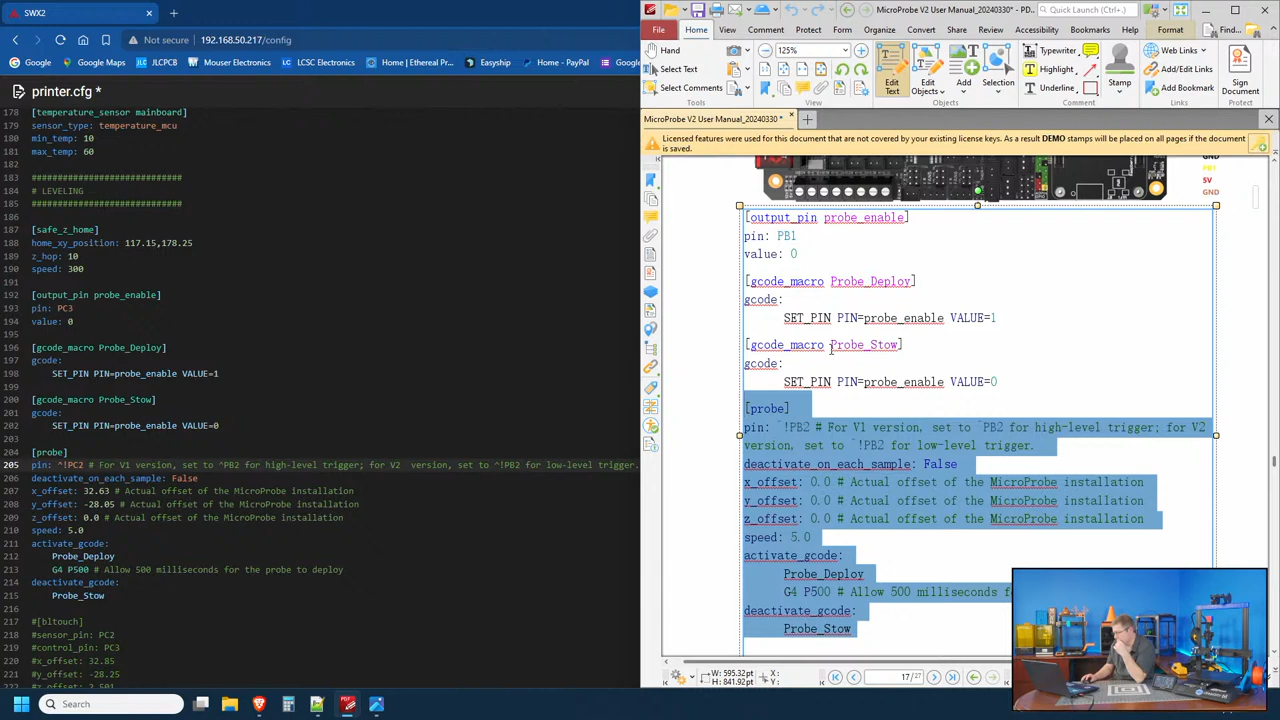 SWX2
MicroProbe V2 User Manual_20240330* - PD...
Quick Launch (Ctrl+.)
Not secure
192.168.50.217/config
File
Home
View
Convert
Protect
Form
Organize
Convert
Share
Review
Accessibility
Bookmarks
Help
Format
Find...
Google
Google Maps
JLCPCB
Mouser Electronics
LCSC Electronics
Home | Ethereal Pr...
Easyship
Home - PayPal
Google
Hand
Select Text
Select Comments
Tools
125%
Edit Text
Edit Objects
Add
Selection
Objects
Typewriter
Highlight
Underline
Comment
Stamp
Web Links
Add/Edit Links
Add Bookmark
Links
Sign Document
Protect
printer.cfg *
MicroProbe V2 User Manual_20240330 *
Licensed features were used for this document that are not covered by your existing license keys. As a result DEMO stamps will be placed on all pages if the document is saved.
178 [temperature_sensor mainboard]
179 sensor_type: temperature_mcu
180 min_temp: 10
181 max_temp: 60
182
183 #############################
184 # LEVELING
185 #############################
186
187 [safe_z_home]
188 home_xy_position: 117.15,178.25
189 z_hop: 10
190 speed: 300
191
192 [output_pin probe_enable]
193 pin: PC3
194 value: 0
195
196 [gcode_macro Probe_Deploy]
197 gcode:
198 SET_PIN PIN=probe_enable VALUE=1
199
200 [gcode_macro Probe_Stow]
201 gcode:
202 SET_PIN PIN=probe_enable VALUE=0
203
204 [probe]
205 pin: ^!PC2 # For V1 version, set to ^PB2 for high-level trigger; for V2 version, set to ^!PB2 for low-level trigger.
206 deactivate_on_each_sample: False
207 x_offset: 32.63 # Actual offset of the MicroProbe installation
208 y_offset: -28.05 # Actual offset of the MicroProbe installation
209 z_offset: 0.0 # Actual offset of the MicroProbe installation
210 speed: 5.0
211 activate_gcode:
212 Probe_Deploy
213 G4 P500 # Allow 500 milliseconds for the probe to deploy
214 deactivate_gcode:
215 Probe_Stow
216
217 #[bltouch]
218 #sensor_pin: PC2
219 #control_pin: PC3
220 #x_offset: 32.85
221 #y_offset: -28.25
222 #z_offset: 2.501
GND
PB1
5V
GND
[output_pin probe_enable]
pin: PB1
value: 0
[gcode_macro Probe_Deploy]
gcode:
SET_PIN PIN=probe_enable VALUE=1
[gcode_macro Probe_Stow]
gcode:
SET_PIN PIN=probe_enable VALUE=0
[probe]
pin: ^!PB2 # For V1 version, set to ^PB2 for high-level trigger; for V2
version, set to ^!PB2 for low-level trigger.
deactivate_on_each_sample: False
x_offset: 0.0 # Actual offset of the MicroProbe installation
y_offset: 0.0 # Actual offset of the MicroProbe installation
z_offset: 0.0 # Actual offset of the MicroProbe installation
speed: 5.0
activate_gcode:
Probe_Deploy
G4 P500 # Allow 500 milliseconds
deactivate_gcode:
Probe_Stow
W: 595.32pt
H: 841.92pt
X:
Y:
17/27
Search